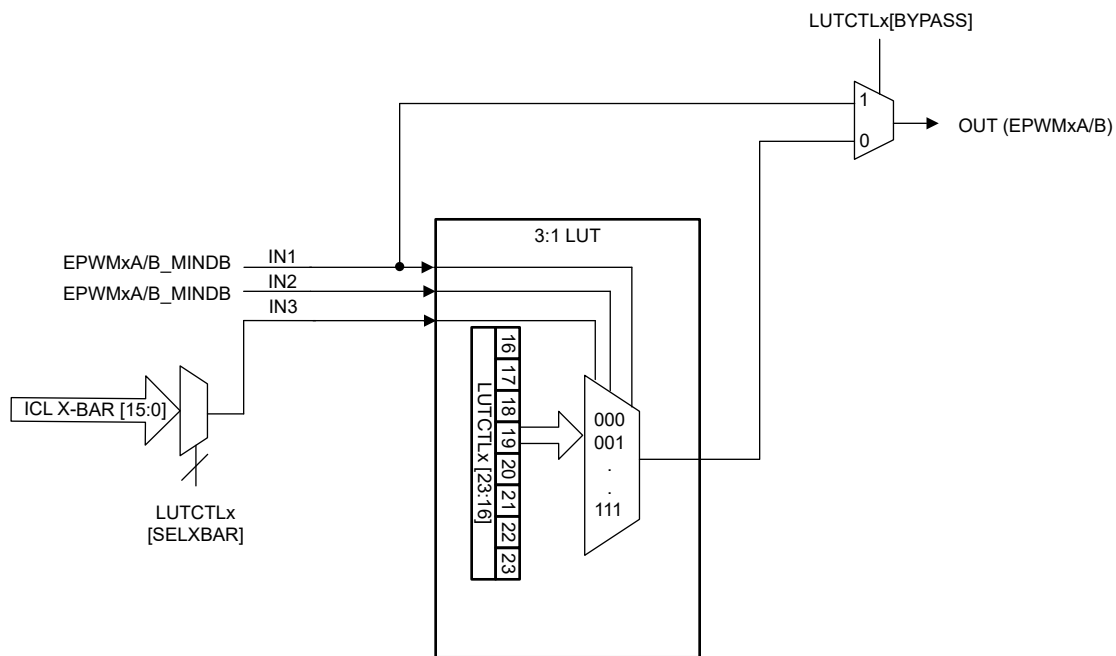 LUTCTLx[BYPASS]
1
OUT (EPWMxA/B)
0
3:1 LUT
EPWMxA/B_MINDB
IN1
EPWMxA/B_MINDB
IN2
IN3
ICL X-BAR [15:0]
LUTCTLx
[SELXBAR]
LUTCTLx [23:16]
16
17
18
19
20
21
22
23
000
001
.
.
111